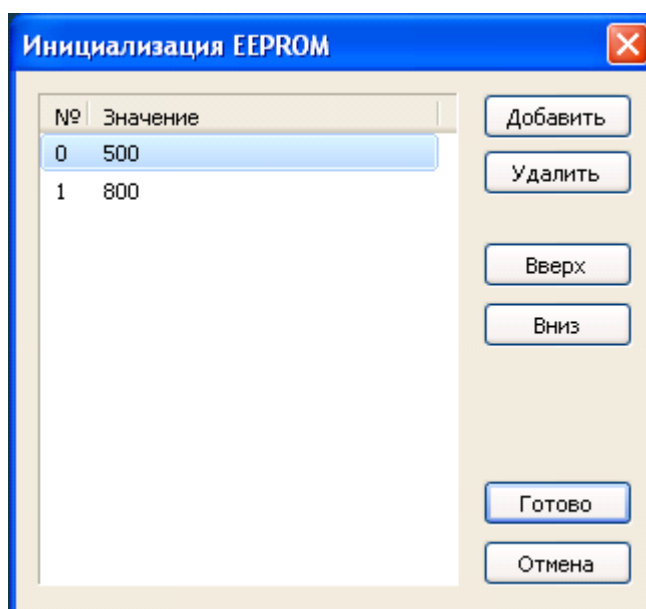 Инициализация EEPROM
№ Значение
0 500
1 800
Добавить
Удалить
Вверх
Вниз
Готово
Отмена